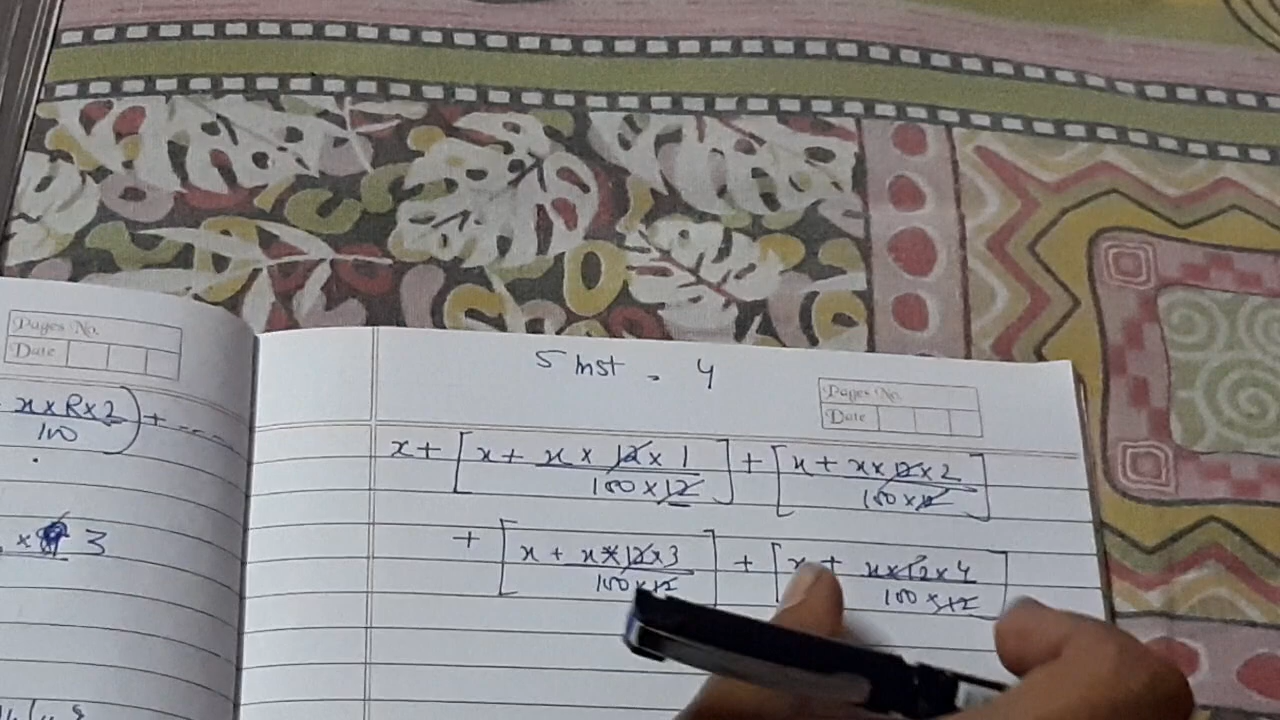 Pages No.
Date
x × R × 2) + ----
100
× 3
5 Inst . 4
Pages No.
Date
x + [x + x × 12 × 1 / 100 × 12] + [x + x × 12 × 2 / 100 × 12]
+ [x + x × 12 × 3 / 100 × 12] + [x + x × 12 × 4 / 100 × 12]